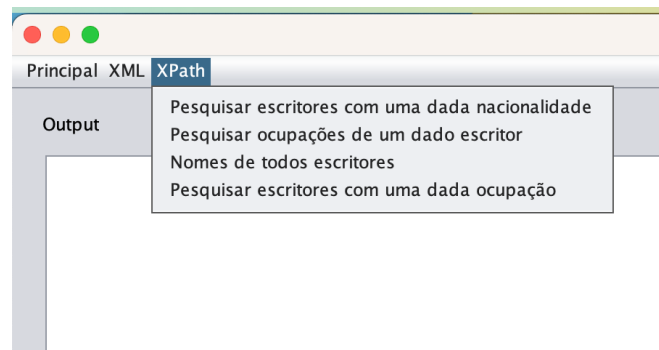 Principal XML XPath
Output
Pesquisar escritores com uma dada nacionalidade
Pesquisar ocupações de um dado escritor
Nomes de todos escritores
Pesquisar escritores com uma dada ocupação